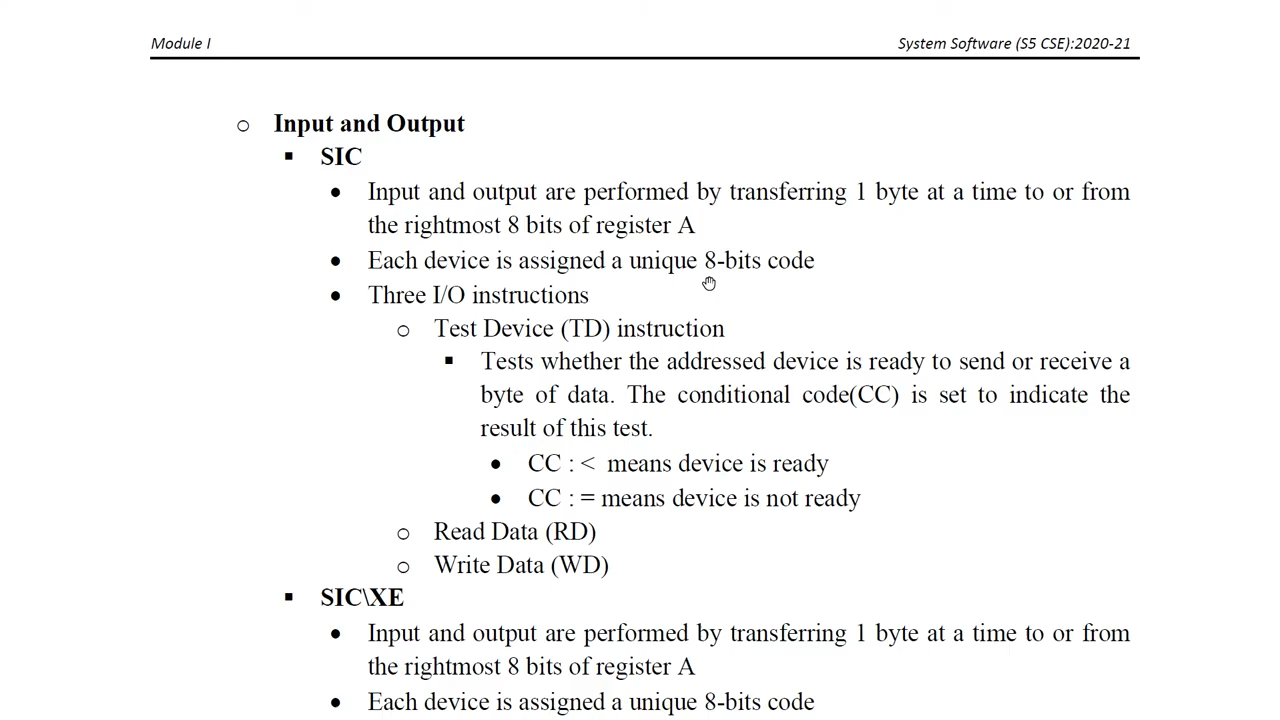 Module I
System Software (S5 CSE):2020-21
o Input and Output
▪ SIC
• Input and output are performed by transferring 1 byte at a time to or from
the rightmost 8 bits of register A
• Each device is assigned a unique 8-bits code
• Three I/O instructions
o Test Device (TD) instruction
▪ Tests whether the addressed device is ready to send or receive a
byte of data. The conditional code(CC) is set to indicate the
result of this test.
• CC : < means device is ready
• CC : = means device is not ready
o Read Data (RD)
o Write Data (WD)
▪ SIC\XE
• Input and output are performed by transferring 1 byte at a time to or from
the rightmost 8 bits of register A
• Each device is assigned a unique 8-bits code